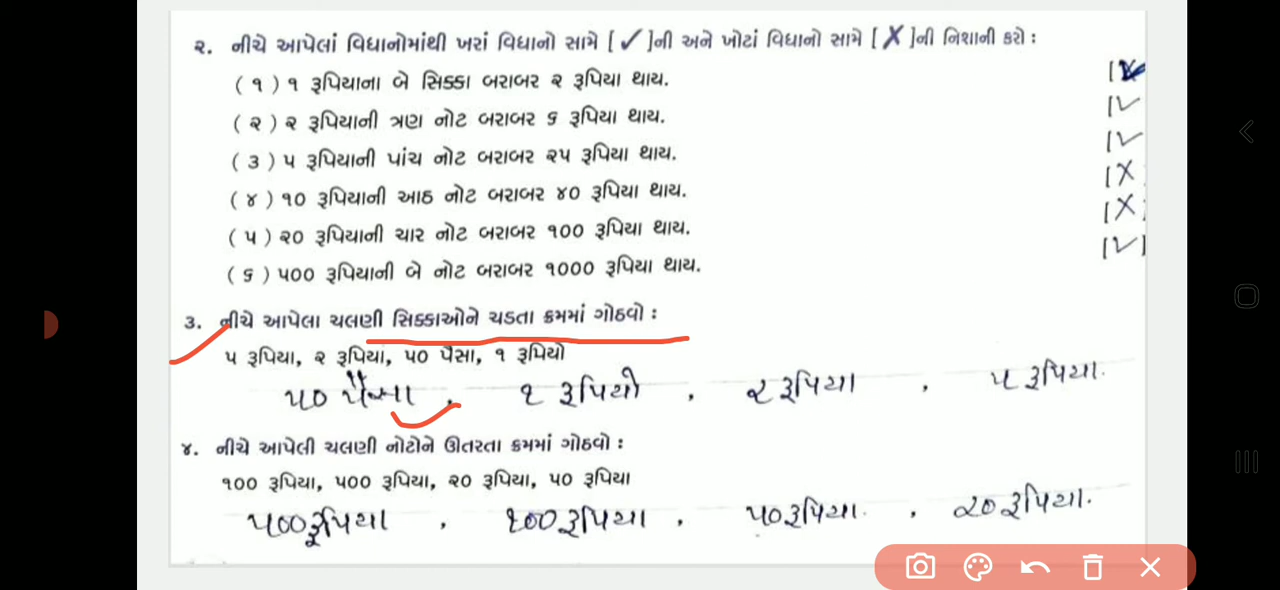 ૨. નીચે આપેલાં વિધાનોમાંથી ખરાં વિધાનો સામે [✓]ની અને ખોટાં વિધાનો સામે [X]ની નિશાની કરો :
(૧) ૧ રૂપિયાના બે સિક્કા બરાબર ૨ રૂપિયા થાય. [✓
(૨) ૨ રૂપિયાની ત્રણ નોટ બરાબર ૬ રૂપિયા થાય. [✓
(૩) ૫ રૂપિયાની પાંચ નોટ બરાબર ૨૫ રૂપિયા થાય. [✓
(૪) ૧૦ રૂપિયાની આઠ નોટ બરાબર ૪૦ રૂપિયા થાય. [X
(૫) ૨૦ રૂપિયાની ચાર નોટ બરાબર ૧૦૦ રૂપિયા થાય. [X]
(૬) ૫૦૦ રૂપિયાની બે નોટ બરાબર ૧૦૦૦ રૂપિયા થાય. [✓]
૩. નીચે આપેલા ચલણી સિક્કાઓને ચડતા ક્રમમાં ગોઠવો :
૫ રૂપિયા, ૨ રૂપિયા, ૫૦ પૈસા, ૧ રૂપિયો
૫૦ પૈસા , ૧ રૂપિયો , ૨ રૂપિયા , ૫ રૂપિયા.
૪. નીચે આપેલી ચલણી નોટોને ઊતરતા ક્રમમાં ગોઠવો :
૧૦૦ રૂપિયા, ૫૦૦ રૂપિયા, ૨૦ રૂપિયા, ૫૦ રૂપિયા
૫૦૦ રૂપિયા , ૧૦૦ રૂપિયા , ૫૦ રૂપિયા. , ૨૦ રૂપિયા.